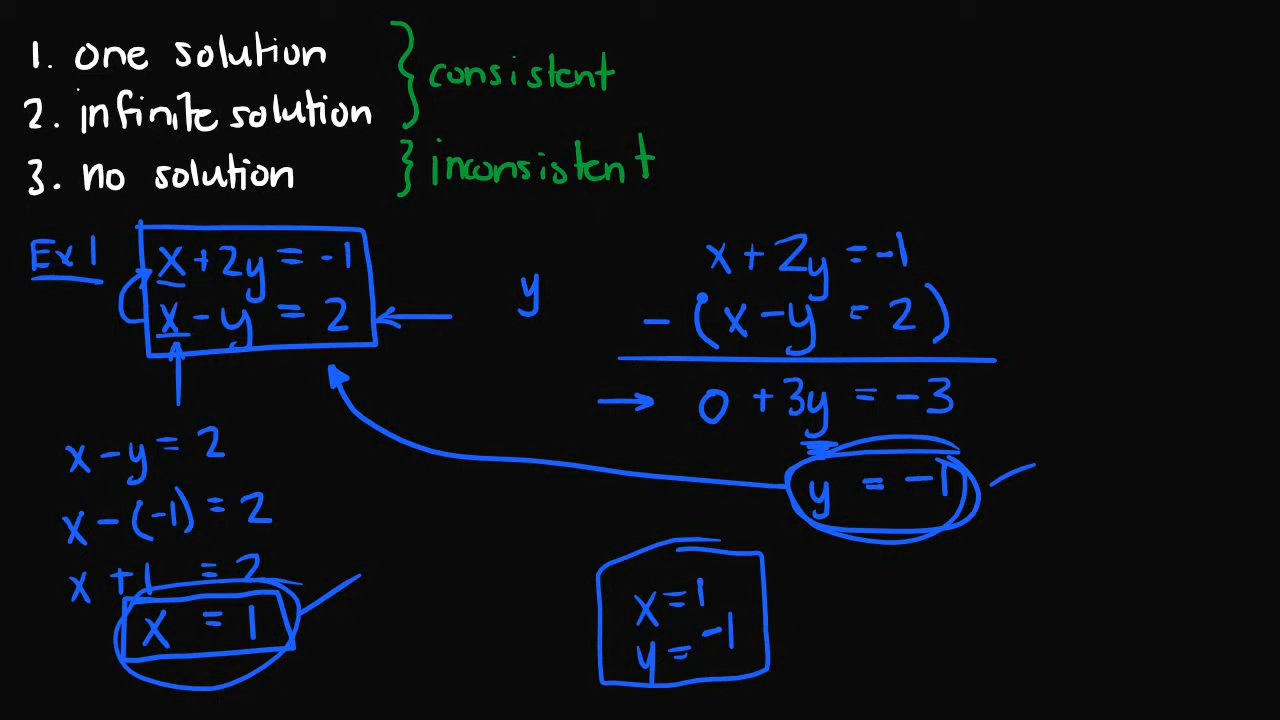 1. one solution
2. infinite solution
3. no solution
} consistent
} inconsistent
Ex 1
x+2y = -1
x - y = 2
y
x + 2y = -1
- (x - y = 2)
→ 0 + 3y = -3
y = -1
x - y = 2
x - (-1) = 2
x + 1 = 2
x = 1
x = 1
y = -1